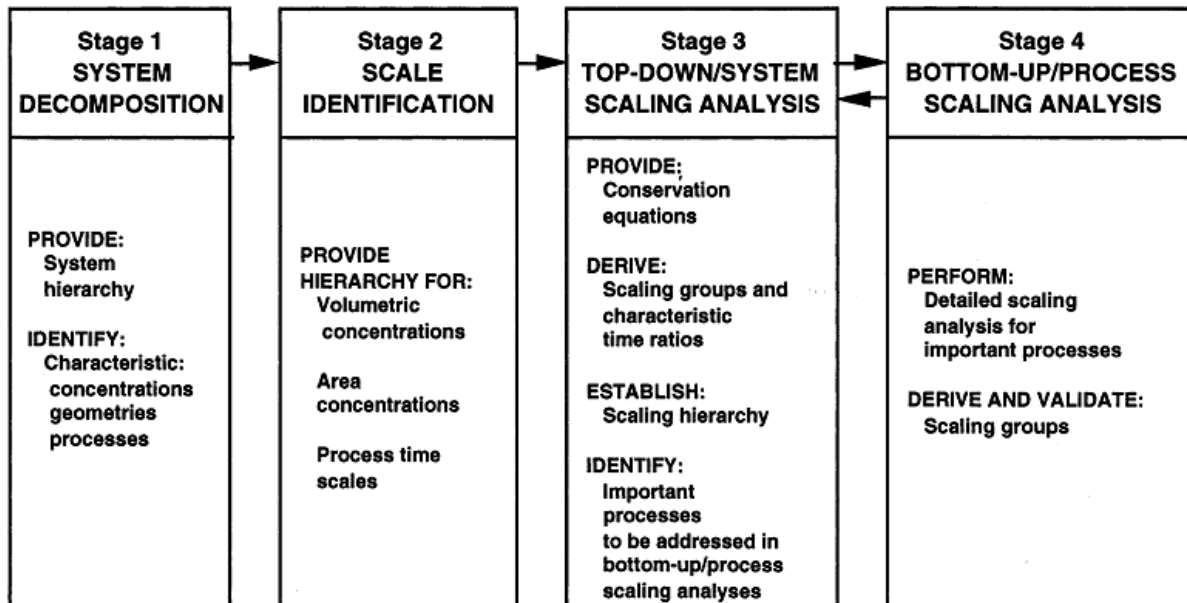 Stage 1
SYSTEM
DECOMPOSITION
PROVIDE:
System
hierarchy
IDENTIFY:
Characteristic:
concentrations
geometries
processes
Stage 2
SCALE
IDENTIFICATION
PROVIDE
HIERARCHY FOR:
Volumetric
concentrations
Area
concentrations
Process time
scales
Stage 3
TOP-DOWN/SYSTEM
SCALING ANALYSIS
PROVIDE:
Conservation
equations
DERIVE:
Scaling groups and
characteristic
time ratios
ESTABLISH:
Scaling hierarchy
IDENTIFY:
Important
processes
to be addressed in
bottom-up/process
scaling analyses
Stage 4
BOTTOM-UP/PROCESS
SCALING ANALYSIS
PERFORM:
Detailed scaling
analysis for
important processes
DERIVE AND VALIDATE:
Scaling groups